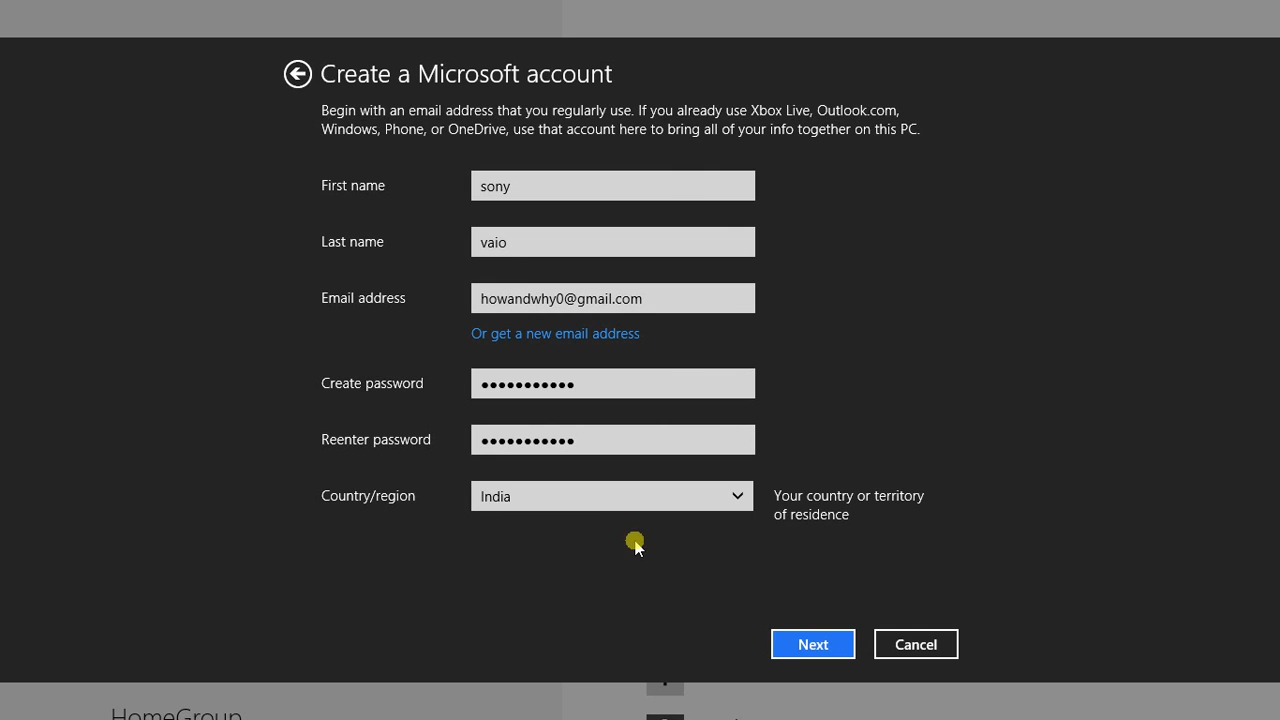 Create a Microsoft account
Begin with an email address that you regularly use. If you already use Xbox Live, Outlook.com,
Windows, Phone, or OneDrive, use that account here to bring all of your info together on this PC.
First name
sony
Last name
vaio
Email address
howandwhy0@gmail.com
Or get a new email address
Create password
●●●●●●●●●●●
Reenter password
●●●●●●●●●●●
Country/region
India
Your country or territory
of residence
Next
Cancel
HomeGroup